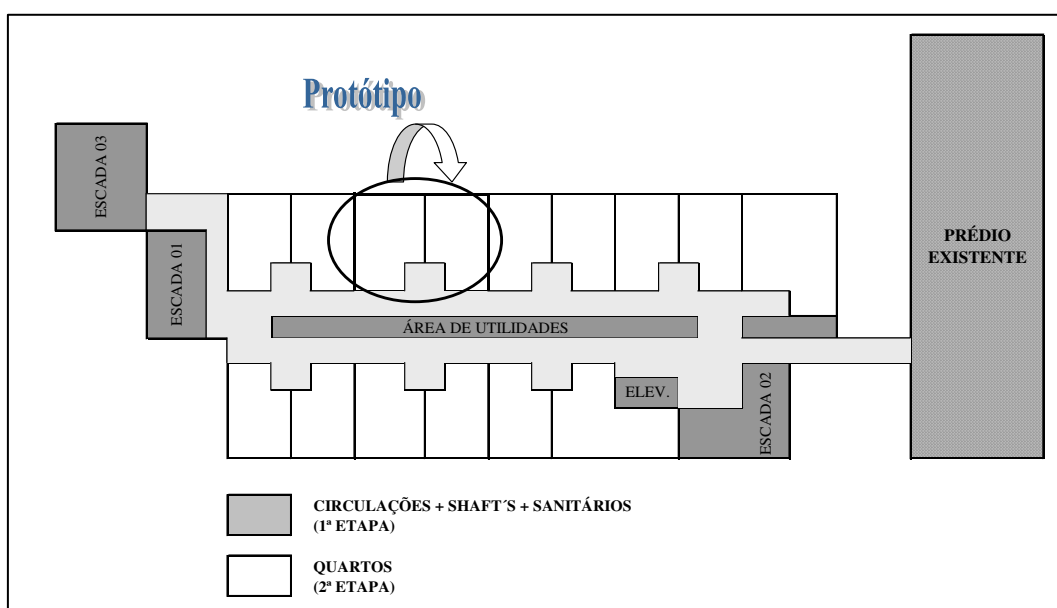 Protótipo
ESCADA 03
ESCADA 01
PRÉDIO
EXISTENTE
ÁREA DE UTILIDADES
ELEV.
ESCADA 02
CIRCULAÇÕES + SHAFT´S + SANITÁRIOS
(1ª ETAPA)
QUARTOS
(2ª ETAPA)